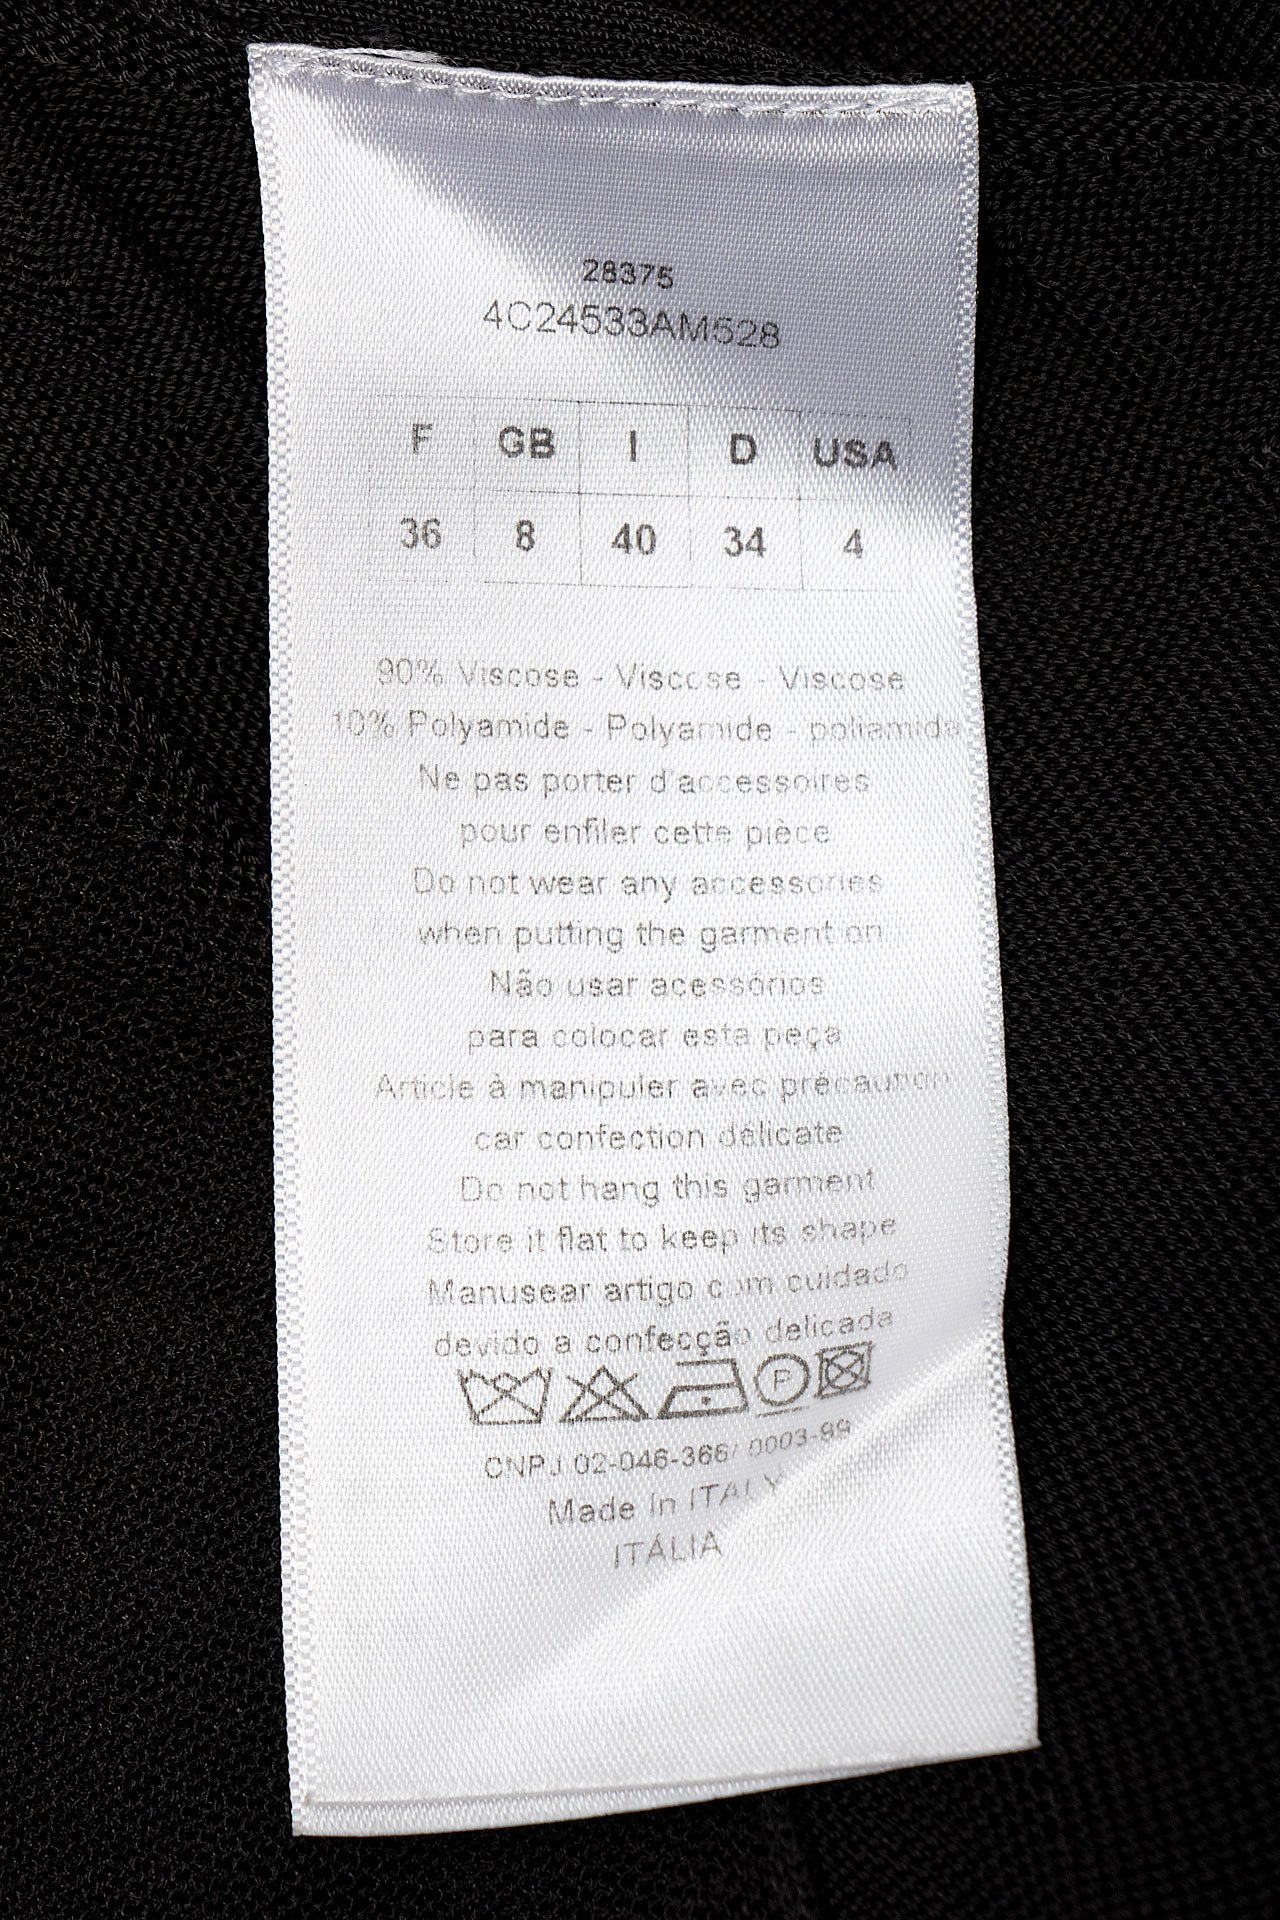 28375
4C24533AM528
F GB I D USA
36 8 40 34 4
90% Viscose - Viscose - Viscose
10% Polyamide - Polyamide - poliamida
Ne pas porter d'accessoires
pour enfiler cette pièce
Do not wear any accessories
when putting the garment on
Não usar acessórios
para colocar esta peça
Article à manipuler avec précaution
car confection délicate
Do not hang this garment
Store it flat to keep its shape
Manusear artigo com cuidado
devido a confecção delicada
P
CNPJ 02-046-366/ 0003-99
Made in ITALY
ITÁLIA